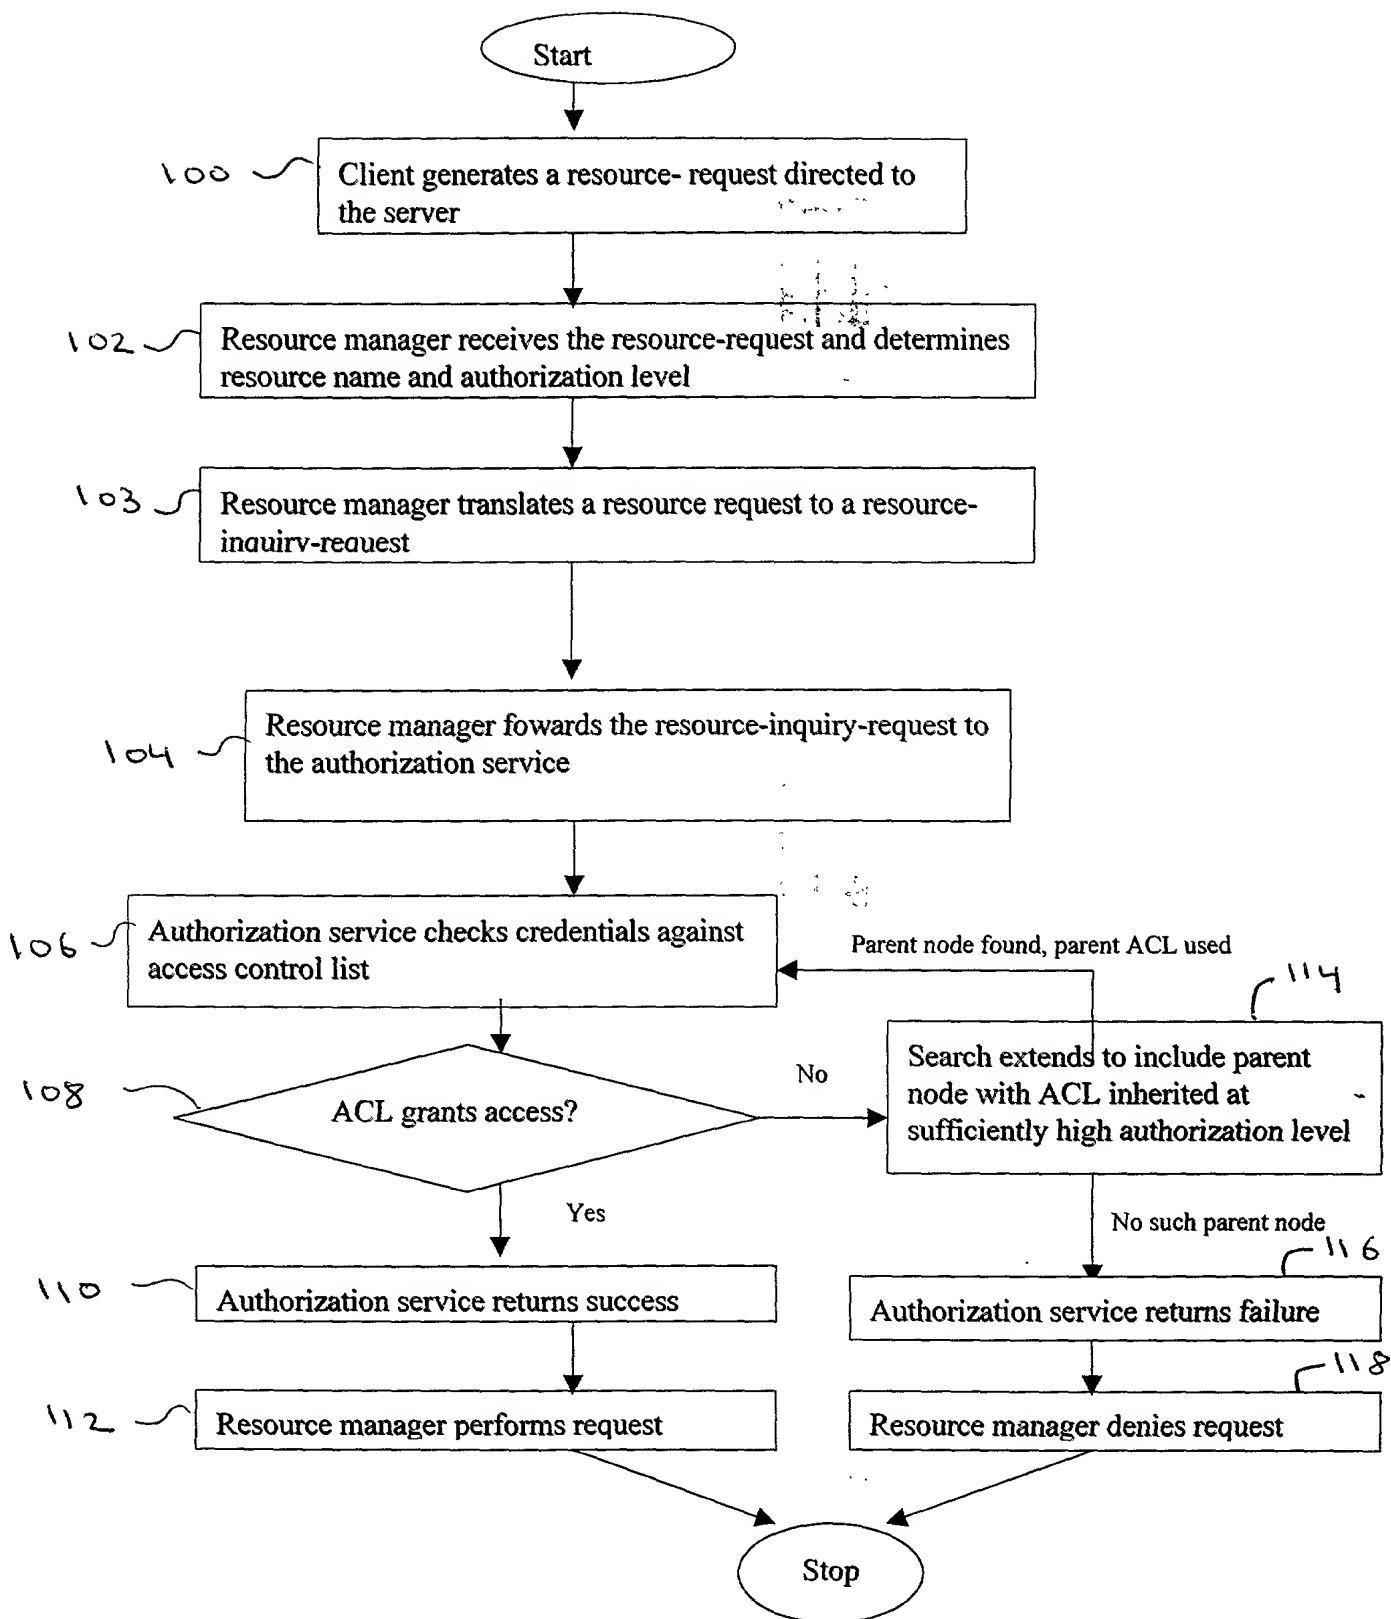 Start
100
Client generates a resource- request directed to
the server
102
Resource manager receives the resource-request and determines
resource name and authorization level
103
Resource manager translates a resource request to a resource-
inquiry-request
104
Resource manager fowards the resource-inquiry-request to
the authorization service
106
Authorization service checks credentials against
access control list
Parent node found, parent ACL used
114
108
ACL grants access?
No
Search extends to include parent
node with ACL inherited at
sufficiently high authorization level
Yes
No such parent node
110
Authorization service returns success
116
Authorization service returns failure
112
Resource manager performs request
118
Resource manager denies request
Stop